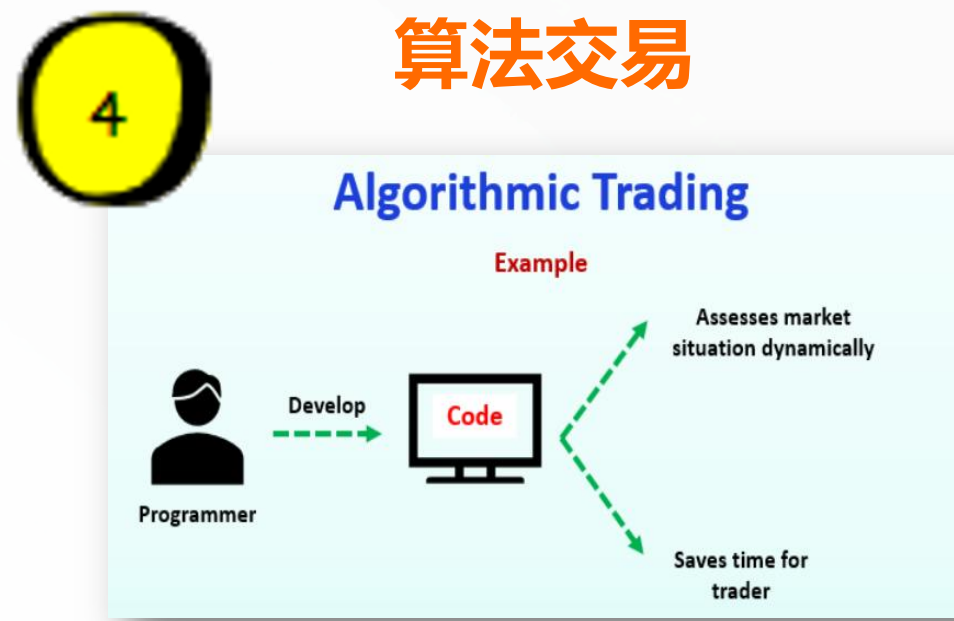 4
算法交易
Algorithmic Trading
Example
Assesses market
situation dynamically
Develop
Code
Programmer
Saves time for
trader